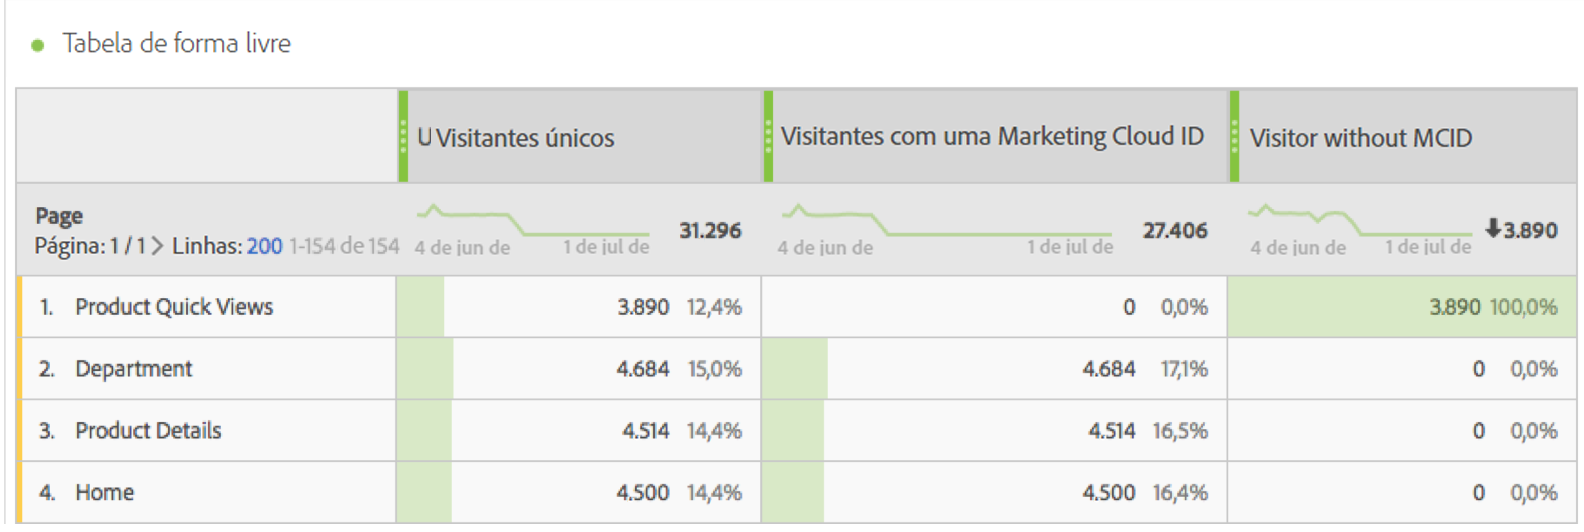 Tabela de forma livre
U Visitantes únicos Visitantes com uma Marketing Cloud ID Visitor without MCID
Page
Página: 1 / 1 > Linhas: 200 1-154 de 154
4 de jun de 1 de jul de 31.296
4 de jun de 1 de jul de 27.406
4 de jun de 1 de jul de 3.890
1. Product Quick Views 3.890 12,4% 0 0,0% 3.890 100,0%
2. Department 4.684 15,0% 4.684 17,1% 0 0,0%
3. Product Details 4.514 14,4% 4.514 16,5% 0 0,0%
4. Home 4.500 14,4% 4.500 16,4% 0 0,0%